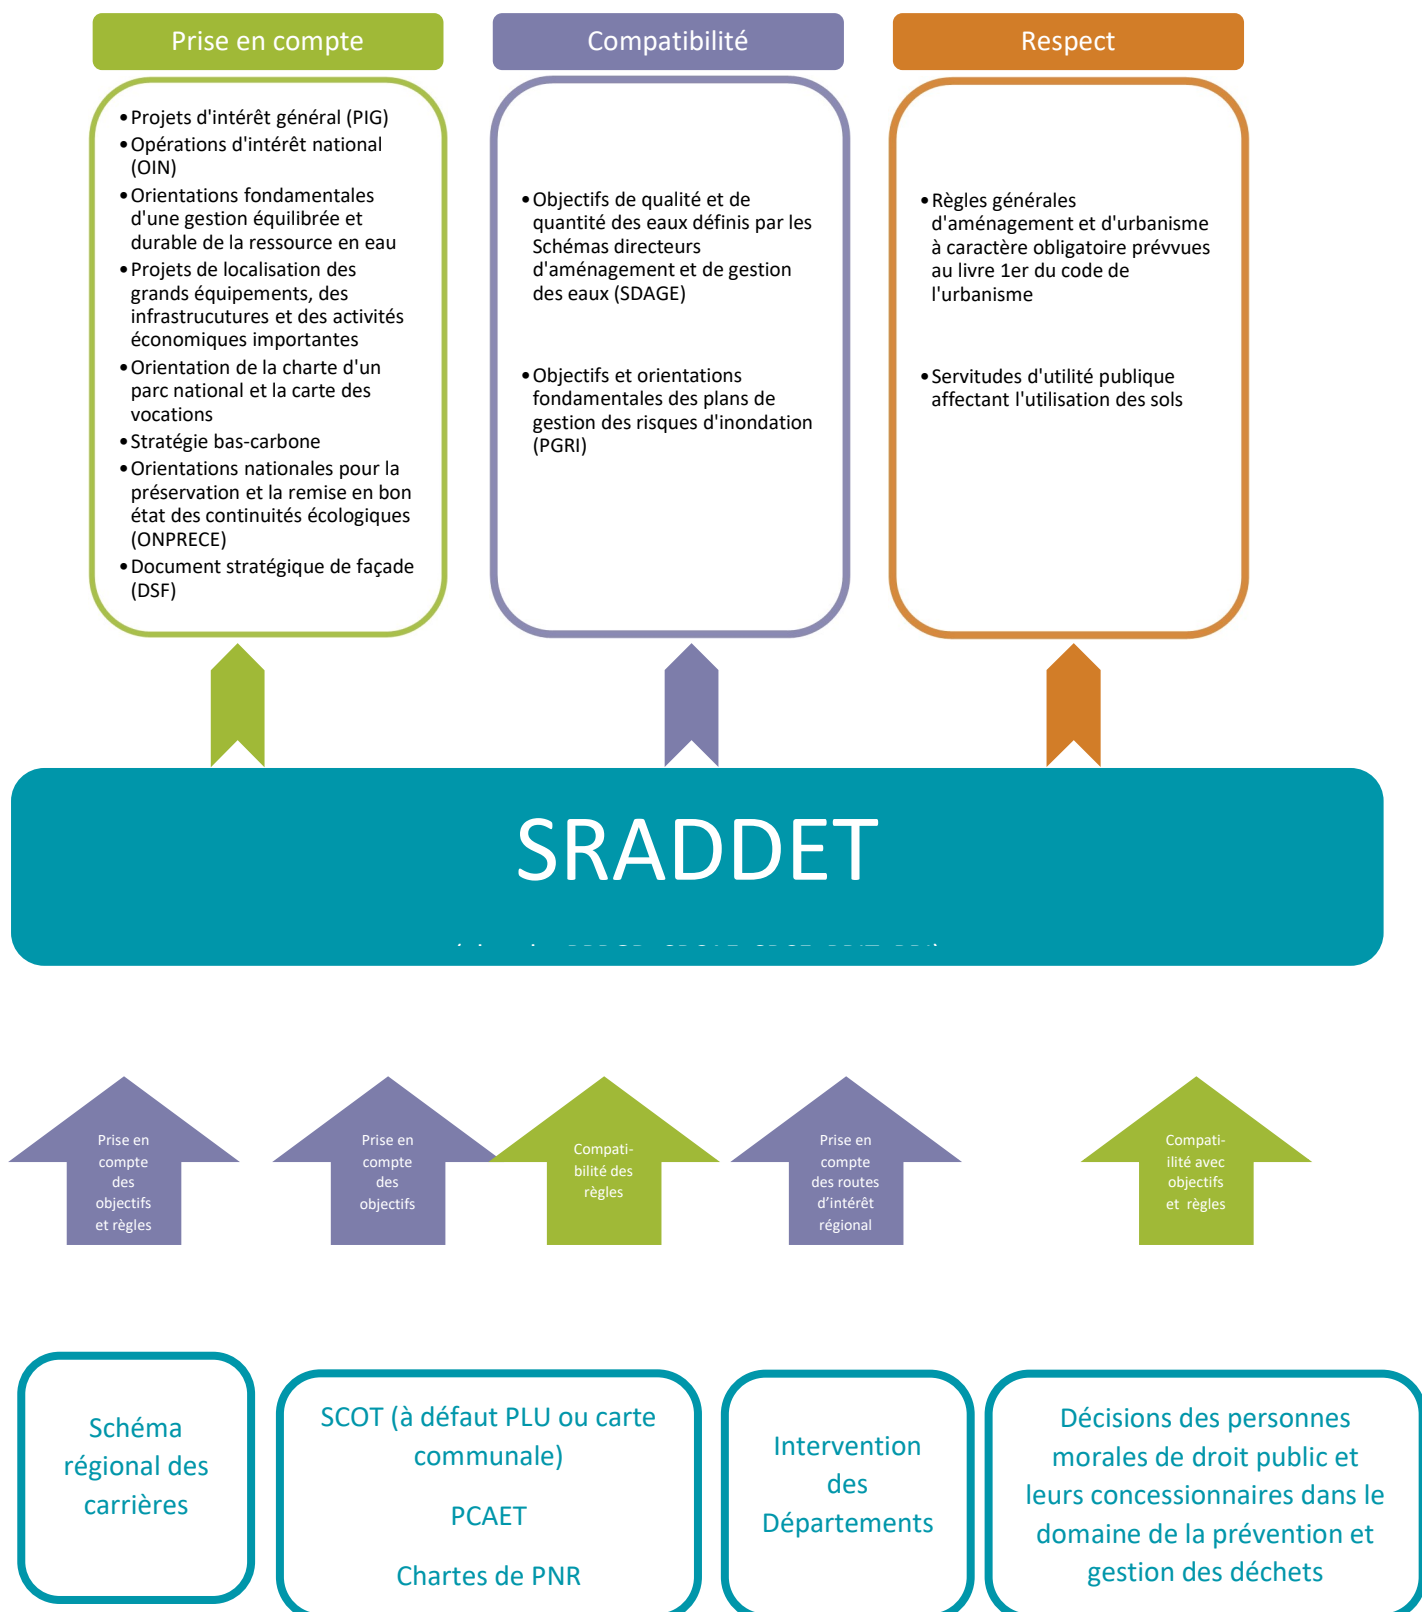 Prise en compte
•Projets d'intérêt général (PIG)
•Opérations d'intérêt national
(OIN)
•Orientations fondamentales
d'une gestion équilibrée et
durable de la ressource en eau
•Projets de localisation des
grands équipements, des
infrastrucutures et des activités
économiques importantes
•Orientation de la charte d'un
parc national et la carte des
vocations
•Stratégie bas-carbone
•Orientations nationales pour la
préservation et la remise en bon
état des continuités écologiques
(ONPRECE)
•Document stratégique de façade
(DSF)
Compatibilité
•Objectifs de qualité et de
quantité des eaux définis par les
Schémas directeurs
d'aménagement et de gestion
des eaux (SDAGE)
•Objectifs et orientations
fondamentales des plans de
gestion des risques d'inondation
(PGRI)
Respect
•Règles générales
d'aménagement et d'urbanisme
à caractère obligatoire prévvues
au livre 1er du code de
l'urbanisme
•Servitudes d'utilité publique
affectant l'utilisation des sols
SRADDET
Prise en
compte
des
objectifs
et règles
Prise en
compte
des
objectifs
Compati-
bilité des
règles
Prise en
compte
des routes
d’intérêt
régional
Compati-
ilité avec
objectifs
et règles
Schéma
régional des
carrières
SCOT (à défaut PLU ou carte
communale)
PCAET
Chartes de PNR
Intervention
des
Départements
Décisions des personnes
morales de droit public et
leurs concessionnaires dans le
domaine de la prévention et
gestion des déchets